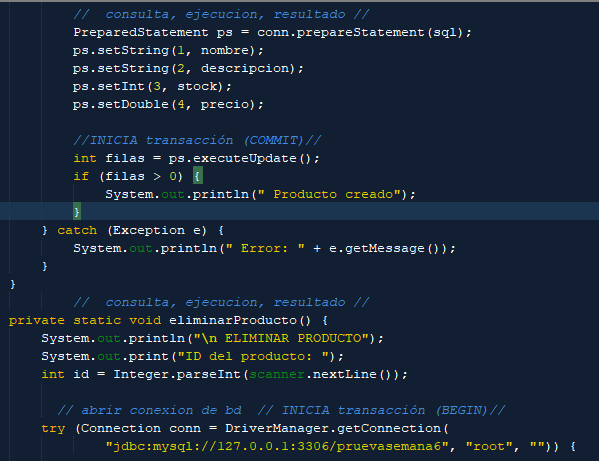 //  consulta, ejecucion, resultado //
PreparedStatement ps = conn.prepareStatement(sql);
ps.setString(1, nombre);
ps.setString(2, descripcion);
ps.setInt(3, stock);
ps.setDouble(4, precio);
//INICIA transacción (COMMIT)//
int filas = ps.executeUpdate();
if (filas > 0) {
System.out.println(" Producto creado");
}
} catch (Exception e) {
System.out.println(" Error: " + e.getMessage());
}
}
//  consulta, ejecucion, resultado //
private static void eliminarProducto() {
System.out.println("\n ELIMINAR PRODUCTO");
System.out.print("ID del producto: ");
int id = Integer.parseInt(scanner.nextLine());
// abrir conexion de bd  // INICIA transacción (BEGIN)//
try (Connection conn = DriverManager.getConnection(
"jdbc:mysql://127.0.0.1:3306/pruevasemana6", "root", "")) {